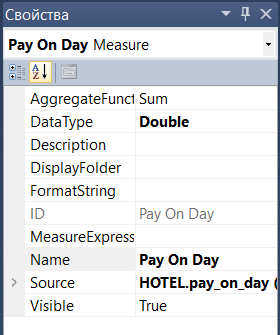 Свойства
Pay On Day Measure
AggregateFunct Sum
DataType Double
Description
DisplayFolder
FormatString
ID Pay On Day
MeasureExpress
Name Pay On Day
Source HOTEL.pay_on_day (
Visible True